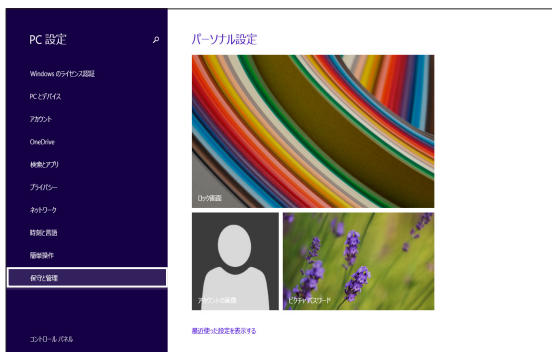 PC 設定
Windows のライセンス認証
PC とデバイス
アカウント
OneDrive
検索とアプリ
プライバシー
ネットワーク
時刻と言語
簡単操作
保守と管理
コントロール パネル
パーソナル設定
ロック画面
アカウントの画像
ピクチャ パスワード
最近使った設定を表示する